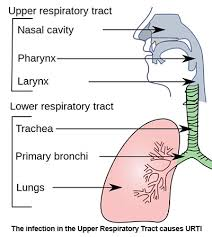 Upper respiratory tract
Nasal cavity
Pharynx
Larynx
Lower respiratory tract
Trachea
Primary bronchi
Lungs
The infection in the Upper Respiratory Tract causes URTI